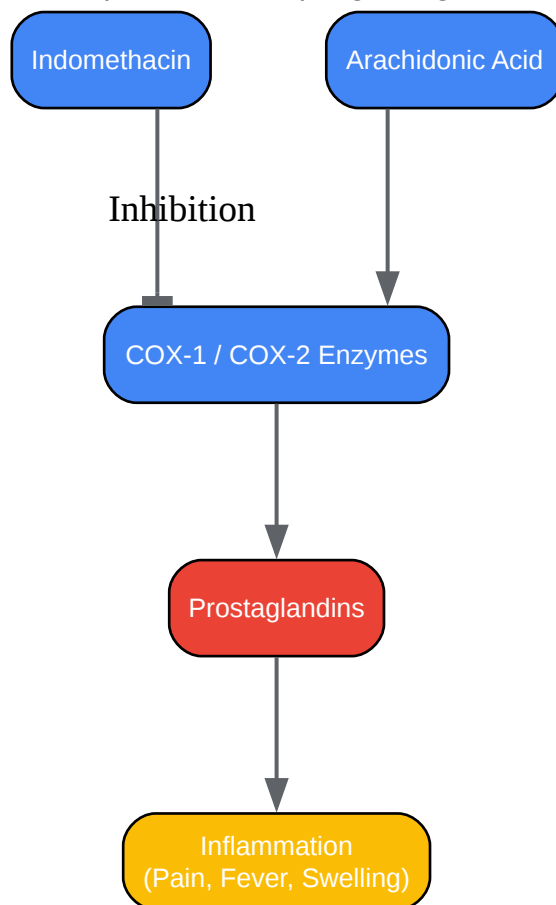 Indomethacin
Arachidonic Acid
Inhibition
COX-1 / COX-2 Enzymes
Prostaglandins
Inflammation
(Pain, Fever, Swelling)